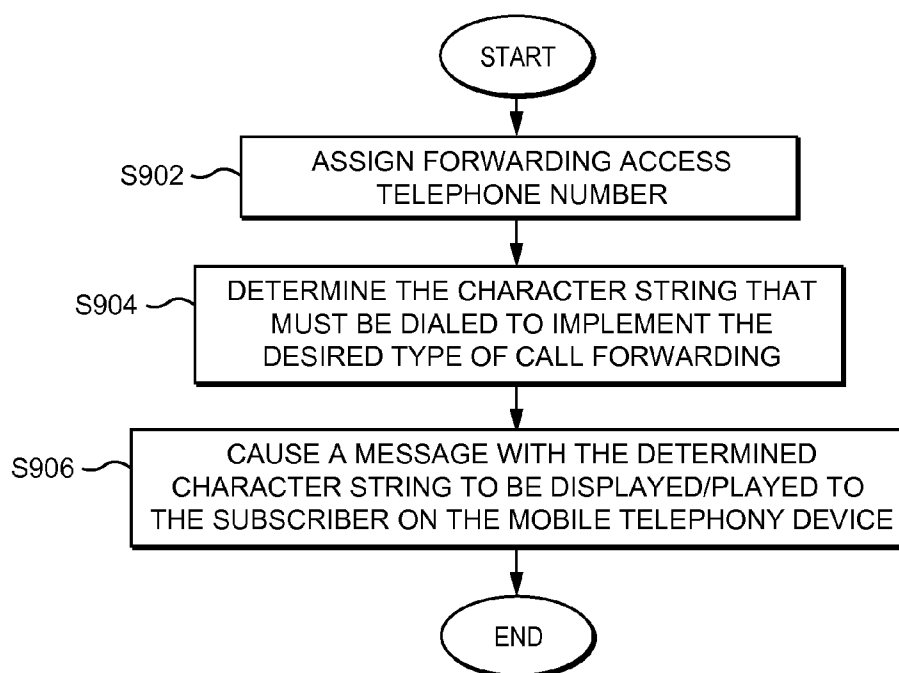 START
S902
ASSIGN FORWARDING ACCESS
TELEPHONE NUMBER
S904
DETERMINE THE CHARACTER STRING THAT
MUST BE DIALED TO IMPLEMENT THE
DESIRED TYPE OF CALL FORWARDING
S906
CAUSE A MESSAGE WITH THE DETERMINED
CHARACTER STRING TO BE DISPLAYED/PLAYED TO
THE SUBSCRIBER ON THE MOBILE TELEPHONY DEVICE
END